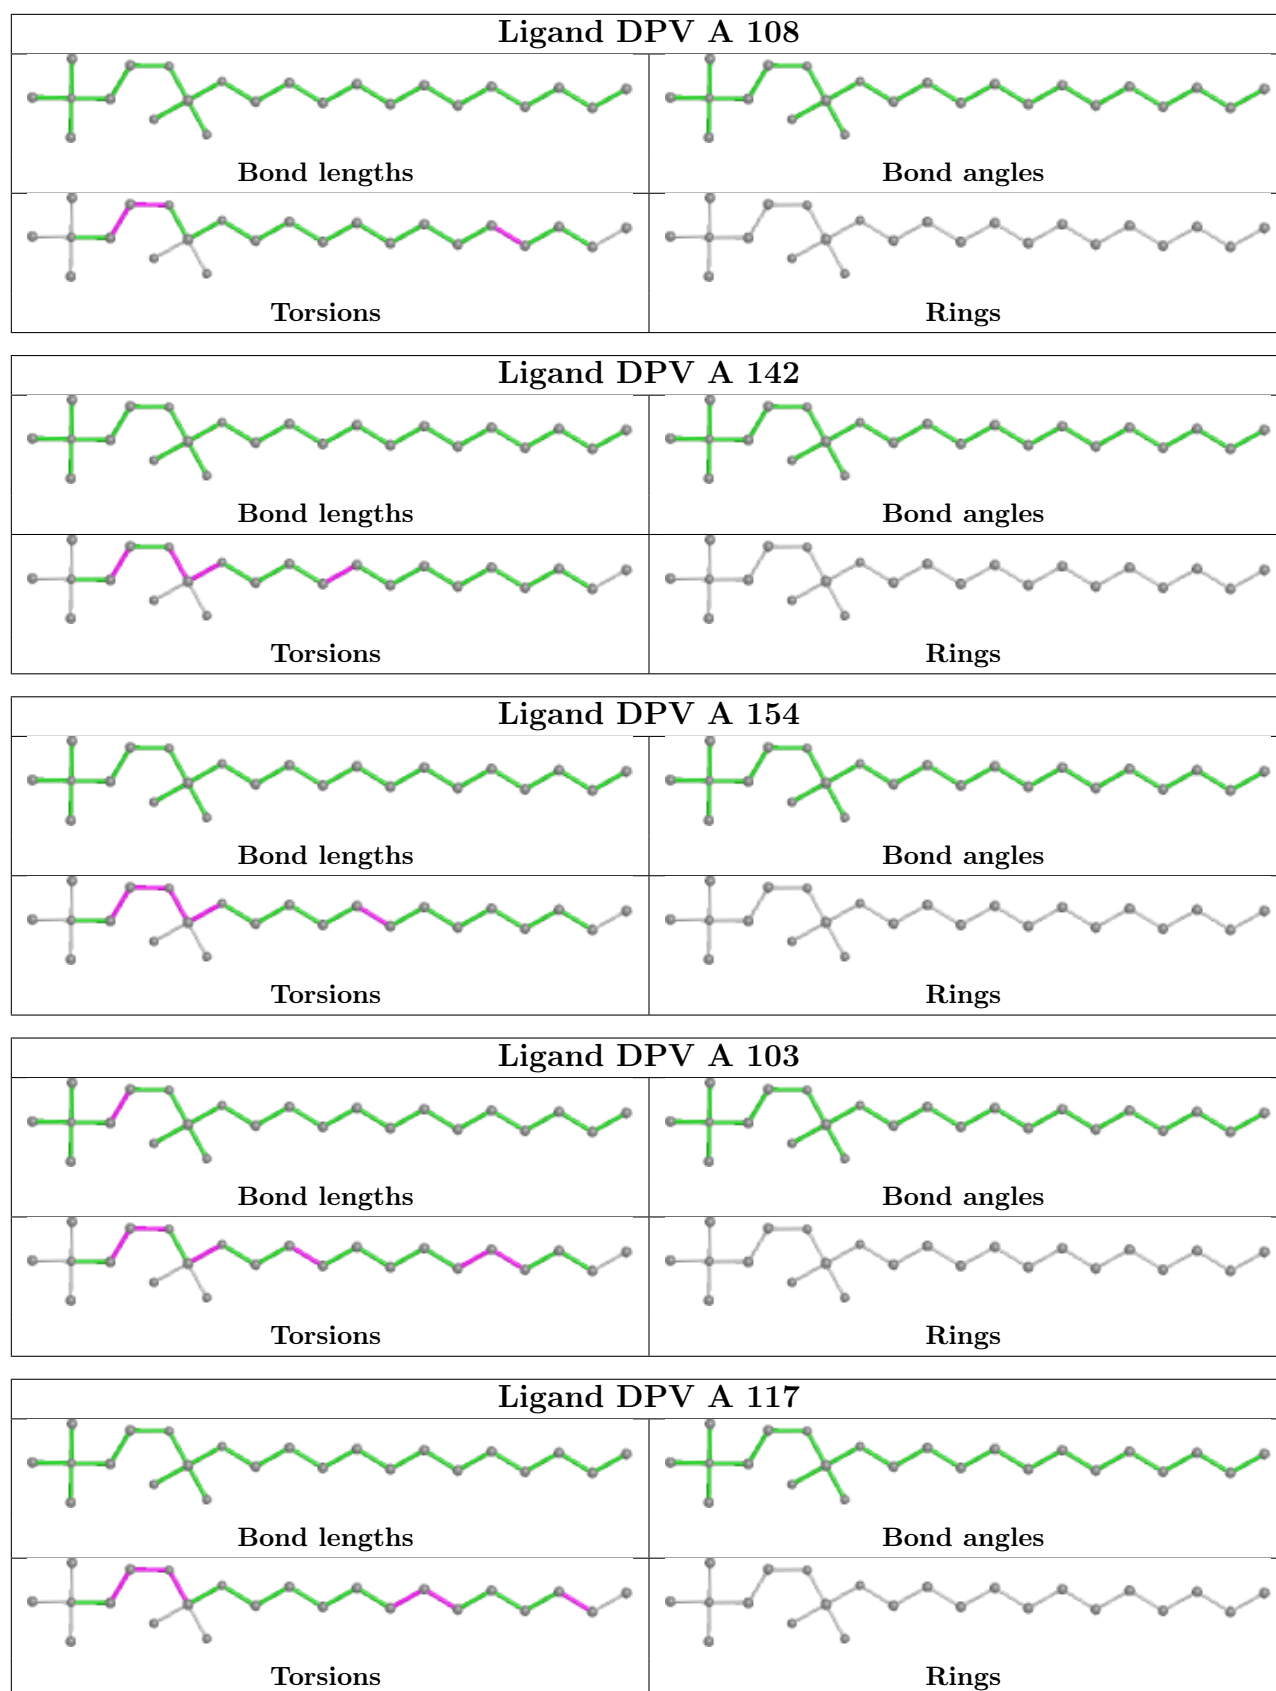 Ligand DPV A 108
Bond lengths
Bond angles
Torsions
Rings
Ligand DPV A 142
Bond lengths
Bond angles
Torsions
Rings
Ligand DPV A 154
Bond lengths
Bond angles
Torsions
Rings
Ligand DPV A 103
Bond lengths
Bond angles
Torsions
Rings
Ligand DPV A 117
Bond lengths
Bond angles
Torsions
Rings